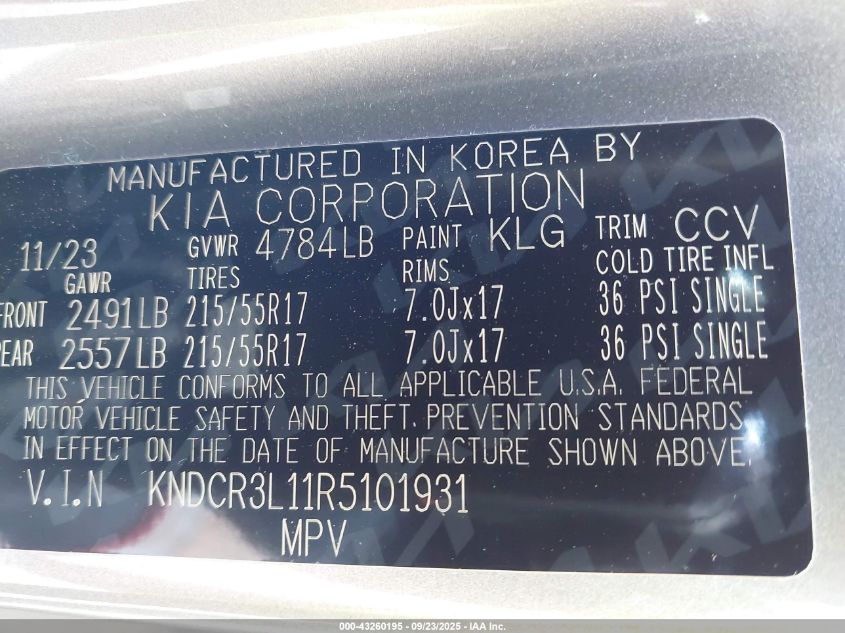 MANUFACTURED IN KOREA BY
KIA CORPORATION
11/23 GVWR 4784LB PAINT KLG TRIM CCV
GAWR TIRES RIMS COLD TIRE INFL
FRONT 2491LB 215/55R17 7.0Jx17 36 PSI SINGLE
REAR 2557LB 215/55R17 7.0Jx17 36 PSI SINGLE
THIS VEHICLE CONFORMS TO ALL APPLICABLE U.S.A. FEDERAL
MOTOR VEHICLE SAFETY AND THEFT PREVENTION STANDARDS
IN EFFECT ON THE DATE OF MANUFACTURE SHOWN ABOVE.
V.I.N KNDCR3L11R5101931
MPV
000-43260195 - 09/23/2025 - IAA Inc.